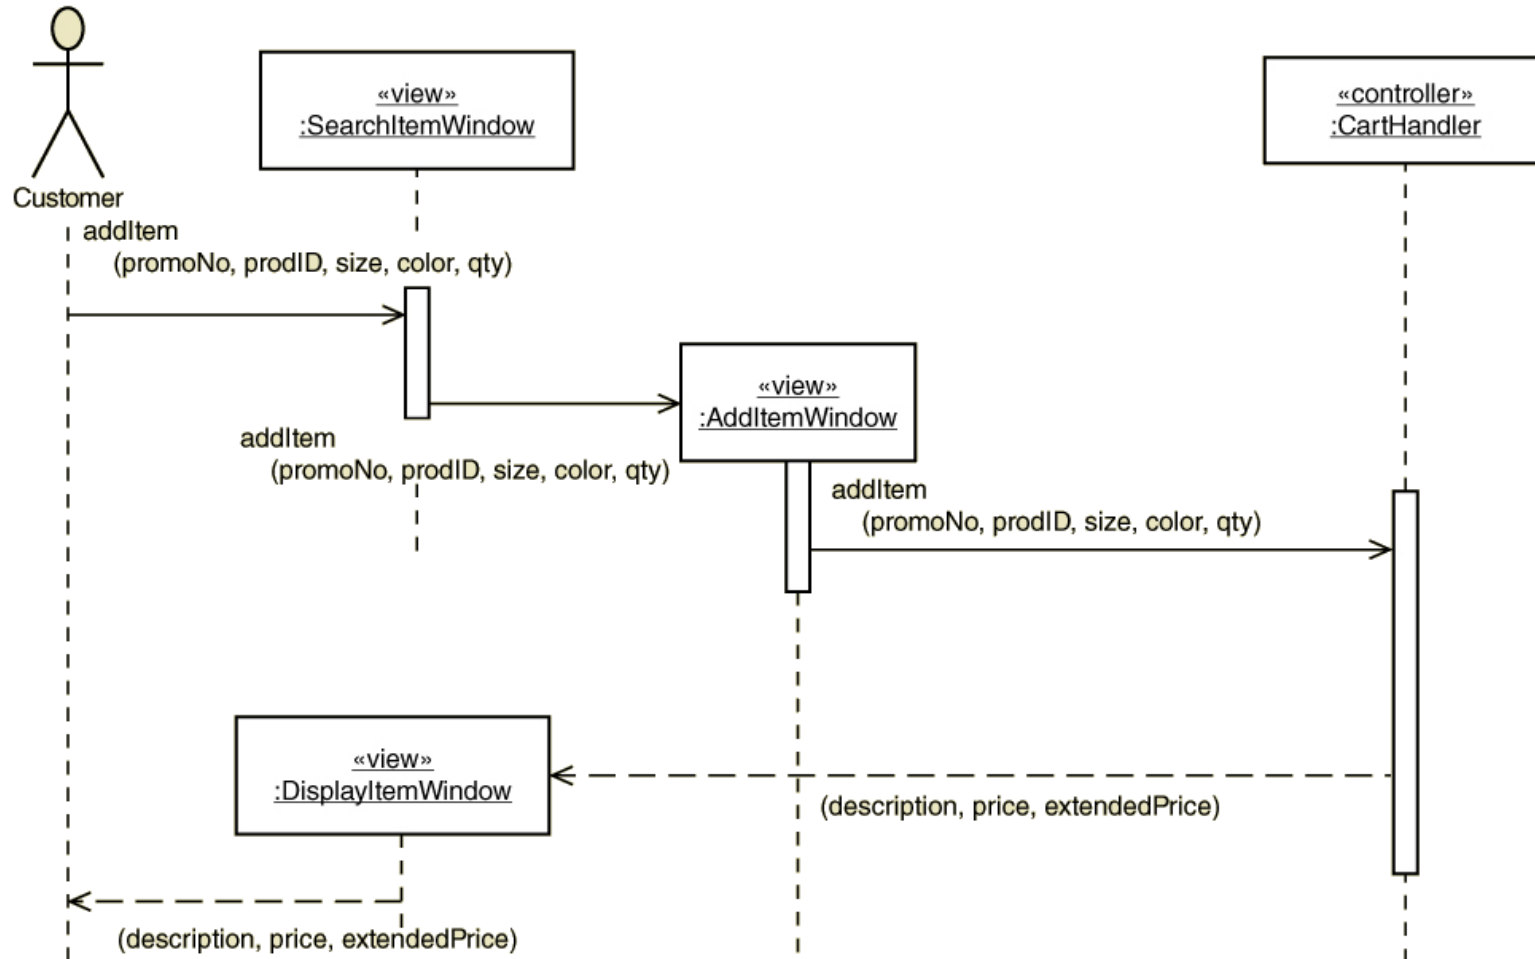 «view»
:SearchItemWindow
«controller»
:CartHandler
Customer
addItem
(promoNo, prodID, size, color, qty)
«view»
:AddItemWindow
addItem
(promoNo, prodID, size, color, qty)
addItem
(promoNo, prodID, size, color, qty)
«view»
:DisplayItemWindow
(description, price, extendedPrice)
(description, price, extendedPrice)